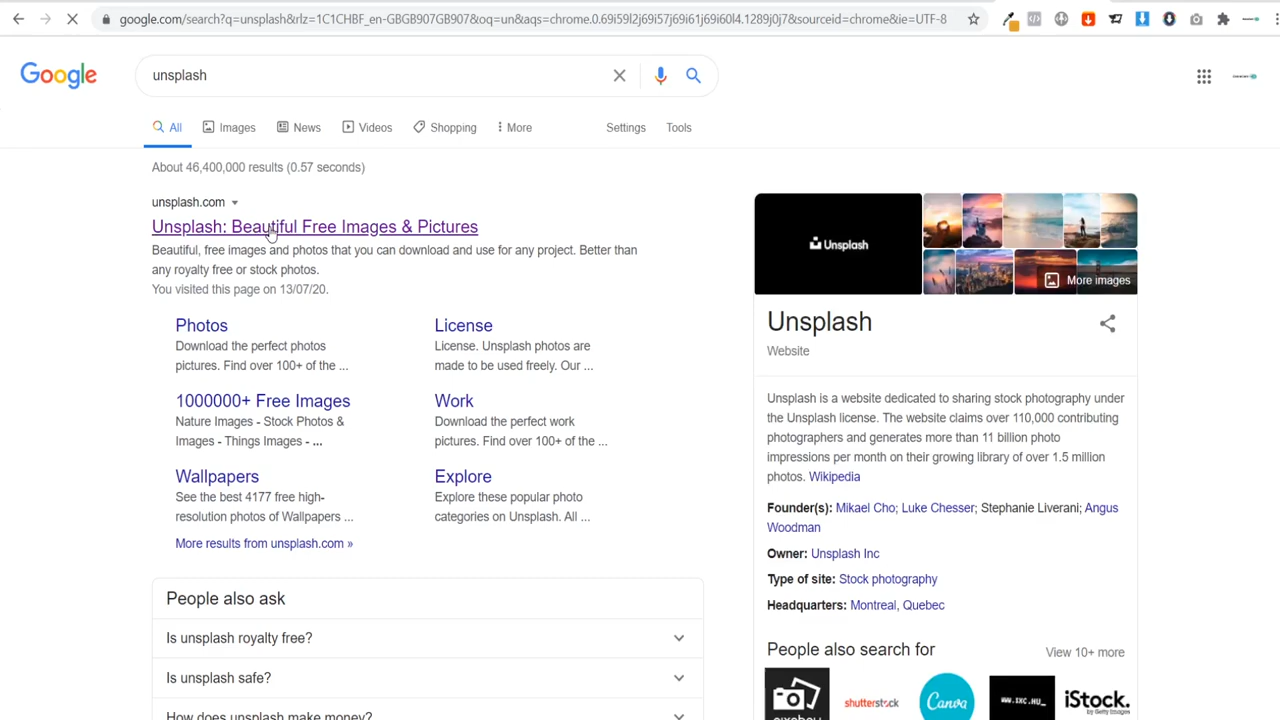 google.com/search?q=unsplash&rlz=1C1CHBF_en-GBGB907GB907&oq=un&aqs=chrome.0.69i59l2j69i57j69i61j69i60l4.1289j0j7&sourceid=chrome&ie=UTF-8
Google
unsplash
All
Images
News
Videos
Shopping
More
Settings
Tools
About 46,400,000 results (0.57 seconds)
unsplash.com
Unsplash: Beautiful Free Images & Pictures
Beautiful, free images and photos that you can download and use for any project. Better than
any royalty free or stock photos.
You visited this page on 13/07/20.
Photos
Download the perfect photos
pictures. Find over 100+ of the ...
License
License. Unsplash photos are
made to be used freely. Our ...
1000000+ Free Images
Nature Images - Stock Photos &
Images - Things Images - ...
Work
Download the perfect work
pictures. Find over 100+ of the ...
Wallpapers
See the best 4177 free high-
resolution photos of Wallpapers ...
Explore
Explore these popular photo
categories on Unsplash. All ...
More results from unsplash.com »
People also ask
Is unsplash royalty free?
Is unsplash safe?
How does unsplash make money?
Unsplash
More images
Unsplash
Website
Unsplash is a website dedicated to sharing stock photography under
the Unsplash license. The website claims over 110,000 contributing
photographers and generates more than 11 billion photo
impressions per month on their growing library of over 1.5 million
photos. Wikipedia
Founder(s): Mikael Cho; Luke Chesser; Stephanie Liverani; Angus
Woodman
Owner: Unsplash Inc
Type of site: Stock photography
Headquarters: Montreal, Quebec
People also search for
View 10+ more
pixabay
shutterstock
Canva
WWW.IXC.HU_
iStock.
by Getty Images